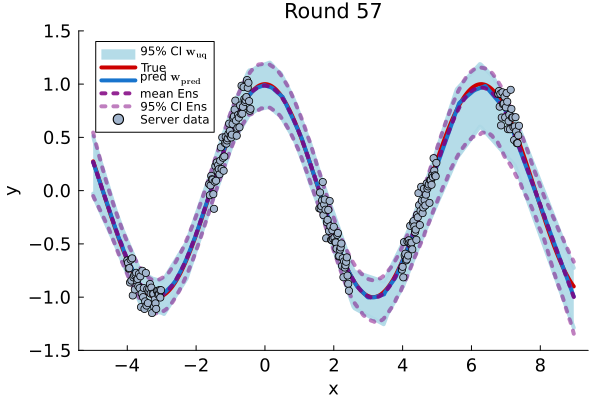 Round 57
1.5
1.0
0.5
0.0
−0.5
−1.0
−1.5
y
95% CI w_uq
True
pred w_pred
mean Ens
95% CI Ens
Server data
−4 −2 0 2 4 6 8
x